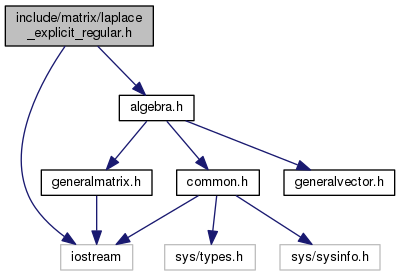 include/matrix/laplace
_explicit_regular.h
algebra.h
generalmatrix.h
common.h
generalvector.h
iostream
sys/types.h
sys/sysinfo.h